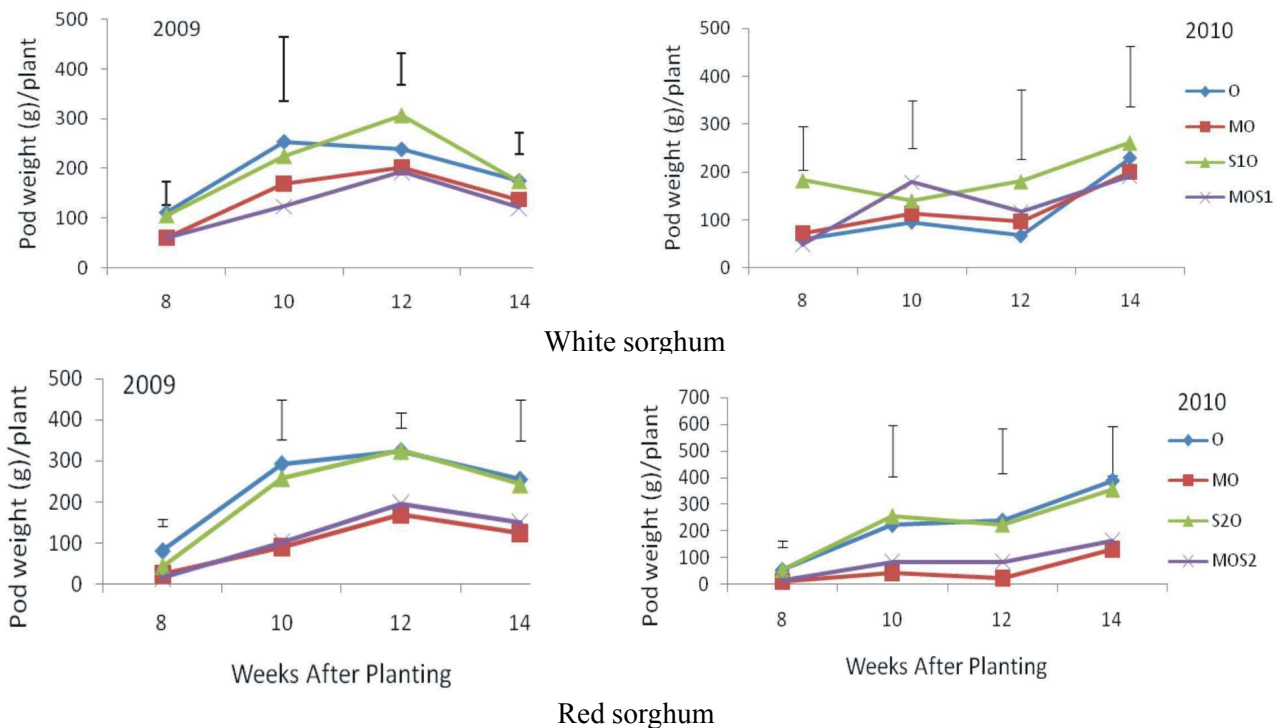 2009
Pod weight (g)/plant
500
400
300
200
100
0
8 10 12 14
2010
Pod weight (g)/plant
500
400
300
200
100
0
8 10 12 14
O
MO
S1O
MOS1
White sorghum
2009
Pod weight (g)/plant
500
400
300
200
100
0
8 10 12 14
Weeks After Planting
2010
Pod weight (g)/plant
700
600
500
400
300
200
100
0
8 10 12 14
Weeks After Planting
O
MO
S2O
MOS2
Red sorghum